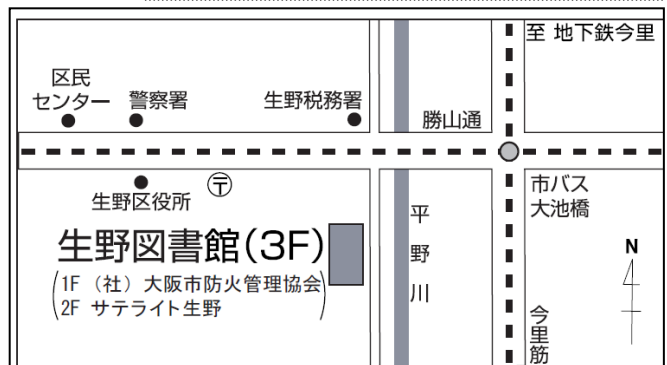 至 地下鉄今里
区民
センター
警察署
生野税務署
勝山通
生野区役所
〒
市バス
大池橋
生野図書館(3F)
1F （社）大阪市防火管理協会
2F サテライト生野
平野川
N
今里筋